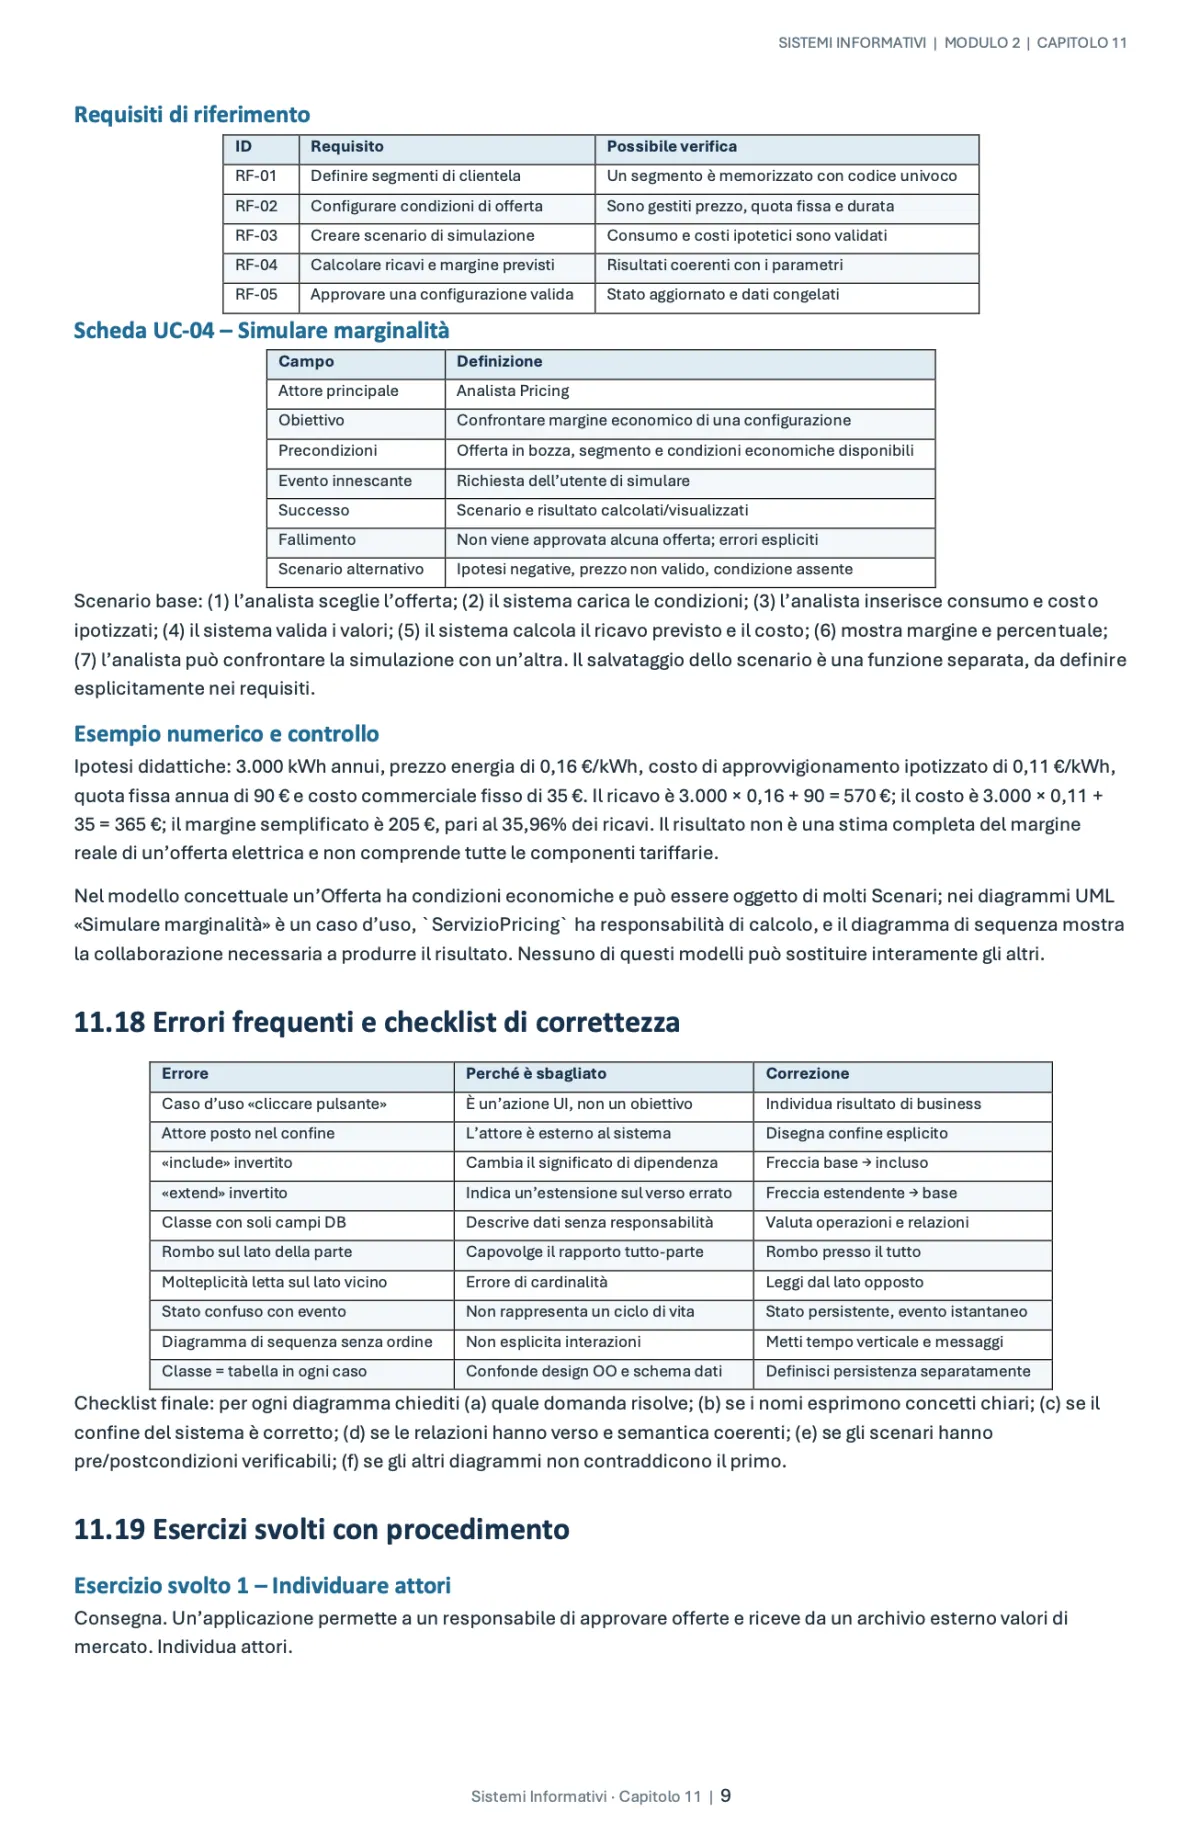 SISTEMI INFORMATIVI | MODULO 2 | CAPITOLO 11
Requisiti di riferimento
ID Requisito Possibile verifica
RF-01 Definire segmenti di clientela Un segmento è memorizzato con codice univoco
RF-02 Configurare condizioni di offerta Sono gestiti prezzo, quota fissa e durata
RF-03 Creare scenario di simulazione Consumo e costi ipotetici sono validati
RF-04 Calcolare ricavi e margine previsti Risultati coerenti con i parametri
RF-05 Approvare una configurazione valida Stato aggiornato e dati congelati
Scheda UC-04 – Simulare marginalità
Campo Definizione
Attore principale Analista Pricing
Obiettivo Confrontare margine economico di una configurazione
Precondizioni Offerta in bozza, segmento e condizioni economiche disponibili
Evento innescante Richiesta dell’utente di simulare
Successo Scenario e risultato calcolati/visualizzati
Fallimento Non viene approvata alcuna offerta; errori espliciti
Scenario alternativo Ipotesi negative, prezzo non valido, condizione assente
Scenario base: (1) l’analista sceglie l’offerta; (2) il sistema carica le condizioni; (3) l’analista inserisce consumo e costo
ipotizzati; (4) il sistema valida i valori; (5) il sistema calcola il ricavo previsto e il costo; (6) mostra margine e percentuale;
(7) l’analista può confrontare la simulazione con un’altra. Il salvataggio dello scenario è una funzione separata, da definire
esplicitamente nei requisiti.
Esempio numerico e controllo
Ipotesi didattiche: 3.000 kWh annui, prezzo energia di 0,16 €/kWh, costo di approvvigionamento ipotizzato di 0,11 €/kWh,
quota fissa annua di 90 € e costo commerciale fisso di 35 €. Il ricavo è 3.000 × 0,16 + 90 = 570 €; il costo è 3.000 × 0,11 +
35 = 365 €; il margine semplificato è 205 €, pari al 35,96% dei ricavi. Il risultato non è una stima completa del margine
reale di un’offerta elettrica e non comprende tutte le componenti tariffarie.
Nel modello concettuale un’Offerta ha condizioni economiche e può essere oggetto di molti Scenari; nei diagrammi UML
«Simulare marginalità» è un caso d’uso, `ServizioPricing` ha responsabilità di calcolo, e il diagramma di sequenza mostra
la collaborazione necessaria a produrre il risultato. Nessuno di questi modelli può sostituire interamente gli altri.
11.18 Errori frequenti e checklist di correttezza
Errore Perché è sbagliato Correzione
Caso d’uso «cliccare pulsante» È un’azione UI, non un obiettivo Individua risultato di business
Attore posto nel confine L’attore è esterno al sistema Disegna confine esplicito
«include» invertito Cambia il significato di dipendenza Freccia base → incluso
«extend» invertito Indica un’estensione sul verso errato Freccia estendente → base
Classe con soli campi DB Descrive dati senza responsabilità Valuta operazioni e relazioni
Rombo sul lato della parte Capovolge il rapporto tutto-parte Rombo presso il tutto
Molteplicità letta sul lato vicino Errore di cardinalità Leggi dal lato opposto
Stato confuso con evento Non rappresenta un ciclo di vita Stato persistente, evento istantaneo
Diagramma di sequenza senza ordine Non esplicita interazioni Metti tempo verticale e messaggi
Classe = tabella in ogni caso Confonde design OO e schema dati Definisci persistenza separatamente
Checklist finale: per ogni diagramma chiediti (a) quale domanda risolve; (b) se i nomi esprimono concetti chiari; (c) se il
confine del sistema è corretto; (d) se le relazioni hanno verso e semantica coerenti; (e) se gli scenari hanno
pre/postcondizioni verificabili; (f) se gli altri diagrammi non contraddicono il primo.
11.19 Esercizi svolti con procedimento
Esercizio svolto 1 – Individuare attori
Consegna. Un’applicazione permette a un responsabile di approvare offerte e riceve da un archivio esterno valori di
mercato. Individua attori.
Sistemi Informativi · Capitolo 11 | 9